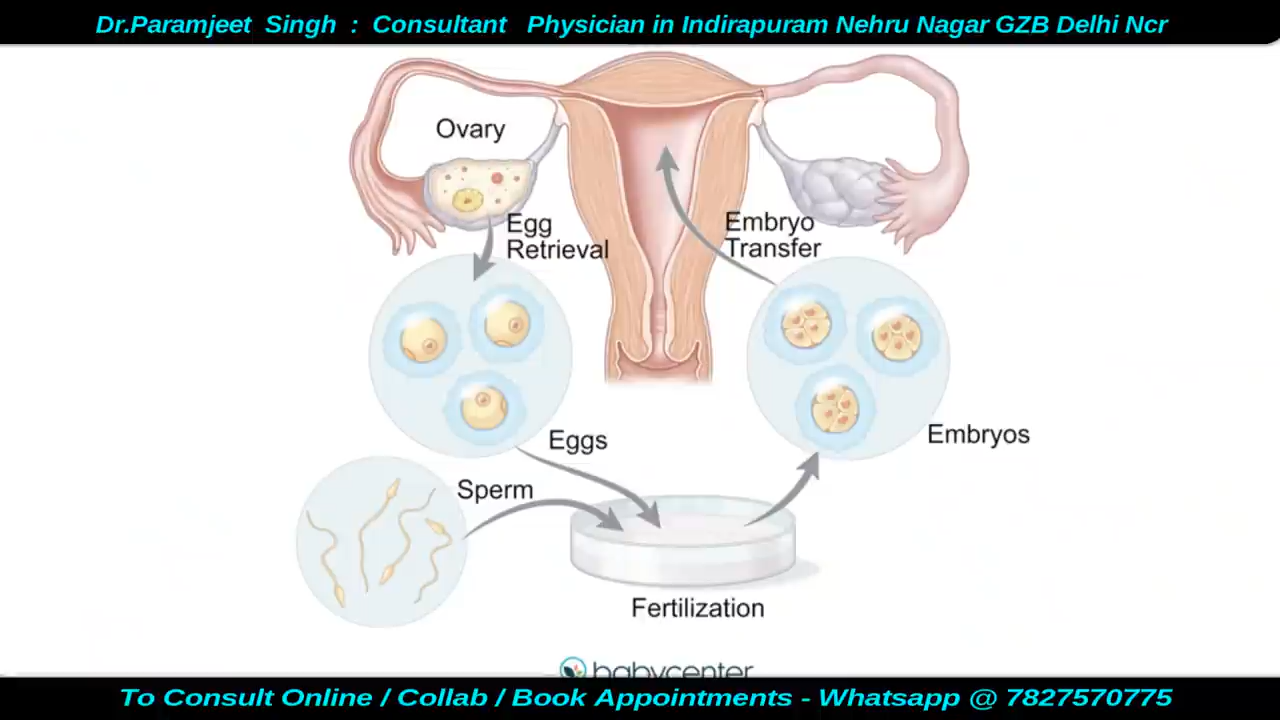 Dr.Paramjeet Singh : Consultant Physician in Indirapuram Nehru Nagar GZB Delhi Ncr
Ovary
Egg
Retrieval
Embryo
Transfer
Eggs
Embryos
Sperm
Fertilization
babycenter
To Consult Online / Collab / Book Appointments - Whatsapp @ 7827570775